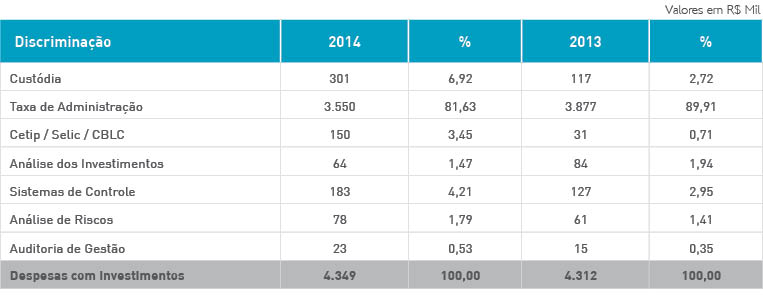 Valores em R$ Mil
Discriminação 2014 % 2013 %
Custódia 301 6,92 117 2,72
Taxa de Administração 3.550 81,63 3.877 89,91
Cetip / Selic / CBLC 150 3,45 31 0,71
Análise dos Investimentos 64 1,47 84 1,94
Sistemas de Controle 183 4,21 127 2,95
Análise de Riscos 78 1,79 61 1,41
Auditoria de Gestão 23 0,53 15 0,35
Despesas com Investimentos 4.349 100,00 4.312 100,00